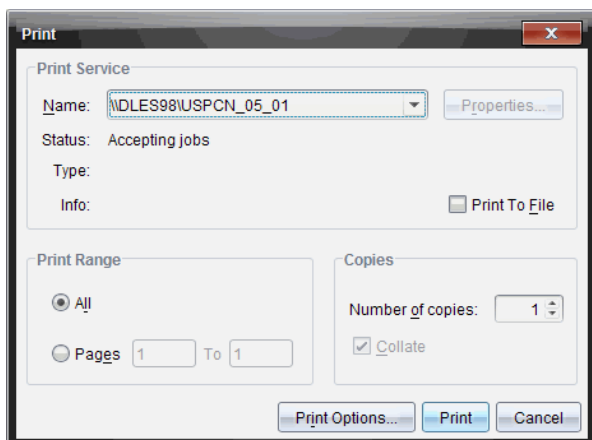 Print
x
Print Service
Name: \\DLES98\USPCN_05_01 Properties...
Status: Accepting jobs
Type:
Info: Print To File
Print Range Copies
All Number of copies: 1
Pages 1 To 1 Collate
Print Options... Print Cancel